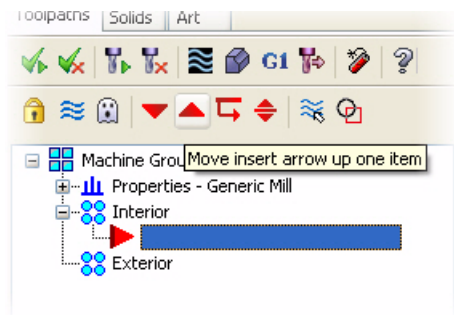 Toolpaths Solids Art
G1
Machine Grou Move insert arrow up one item
Properties - Generic Mill
Interior
Exterior